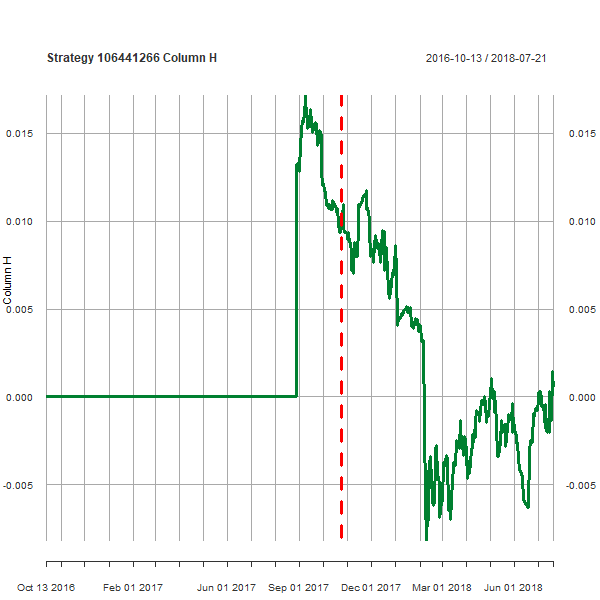 Strategy 106441266 Column H
2016-10-13 / 2018-07-21
0.015
0.015
0.010
0.010
Column H
0.005
0.005
0.000
0.000
-0.005
-0.005
Oct 13 2016
Feb 01 2017
Jun 01 2017
Sep 01 2017
Dec 01 2017
Mar 01 2018
Jun 01 2018